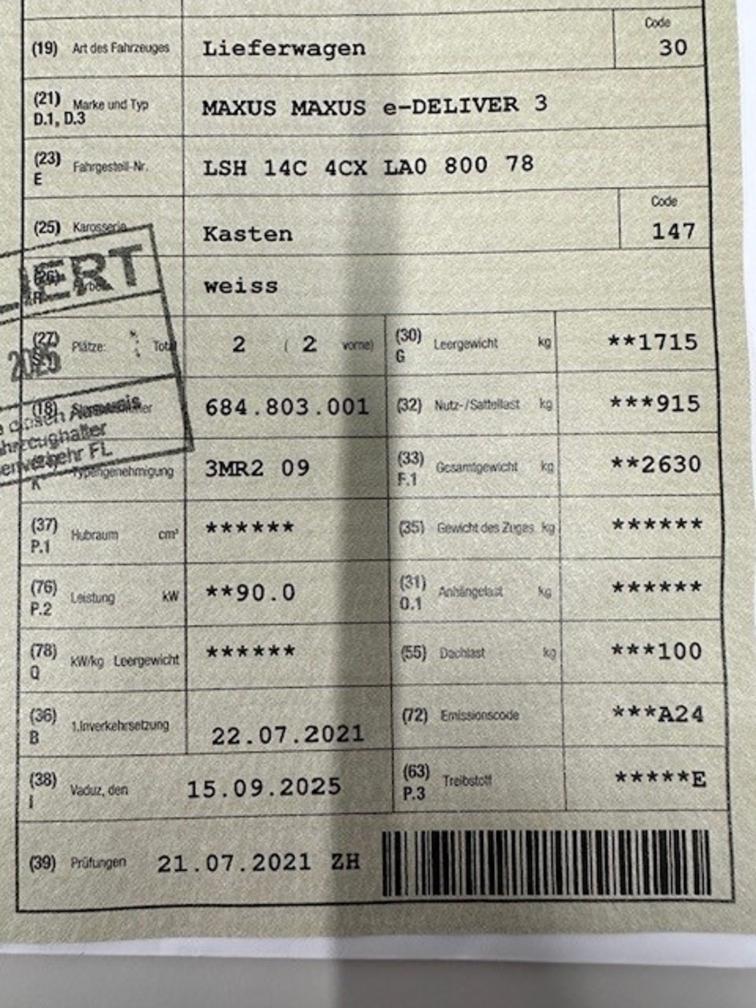 (19) Art des Fahrzeuges Lieferwagen Code 30
(21) D.1, D.3 Marke und Typ MAXUS MAXUS e-DELIVER 3
(23) E Fahrgestell-Nr. LSH 14C 4CX LA0 800 78
(25) Karosserie Kasten Code 147
(26) weiss
(27) Plätze: Total 2 ( 2 vorne) (30) G Leergewicht kg **1715
(18) 684.803.001 (32) Nutz-/Sattellast kg ***915
K Typengenehmigung 3MR2 09 (33) F.1 Gesamtgewicht kg **2630
(37) P.1 Hubraum cm³ ****** (35) Gewicht des Zuges kg ******
(76) P.2 Leistung kW **90.0 (31) O.1 Anhängelast kg ******
(78) Q kW/kg Leergewicht ****** (55) Dachlast kg ***100
(36) B 1.Inverkehrsetzung 22.07.2021 (72) Emissionscode ***A24
(38) I Vaduz, den 15.09.2025 (63) P.3 Treibstoff *****E
(39) Prüfungen 21.07.2021 ZH
IERT
FL